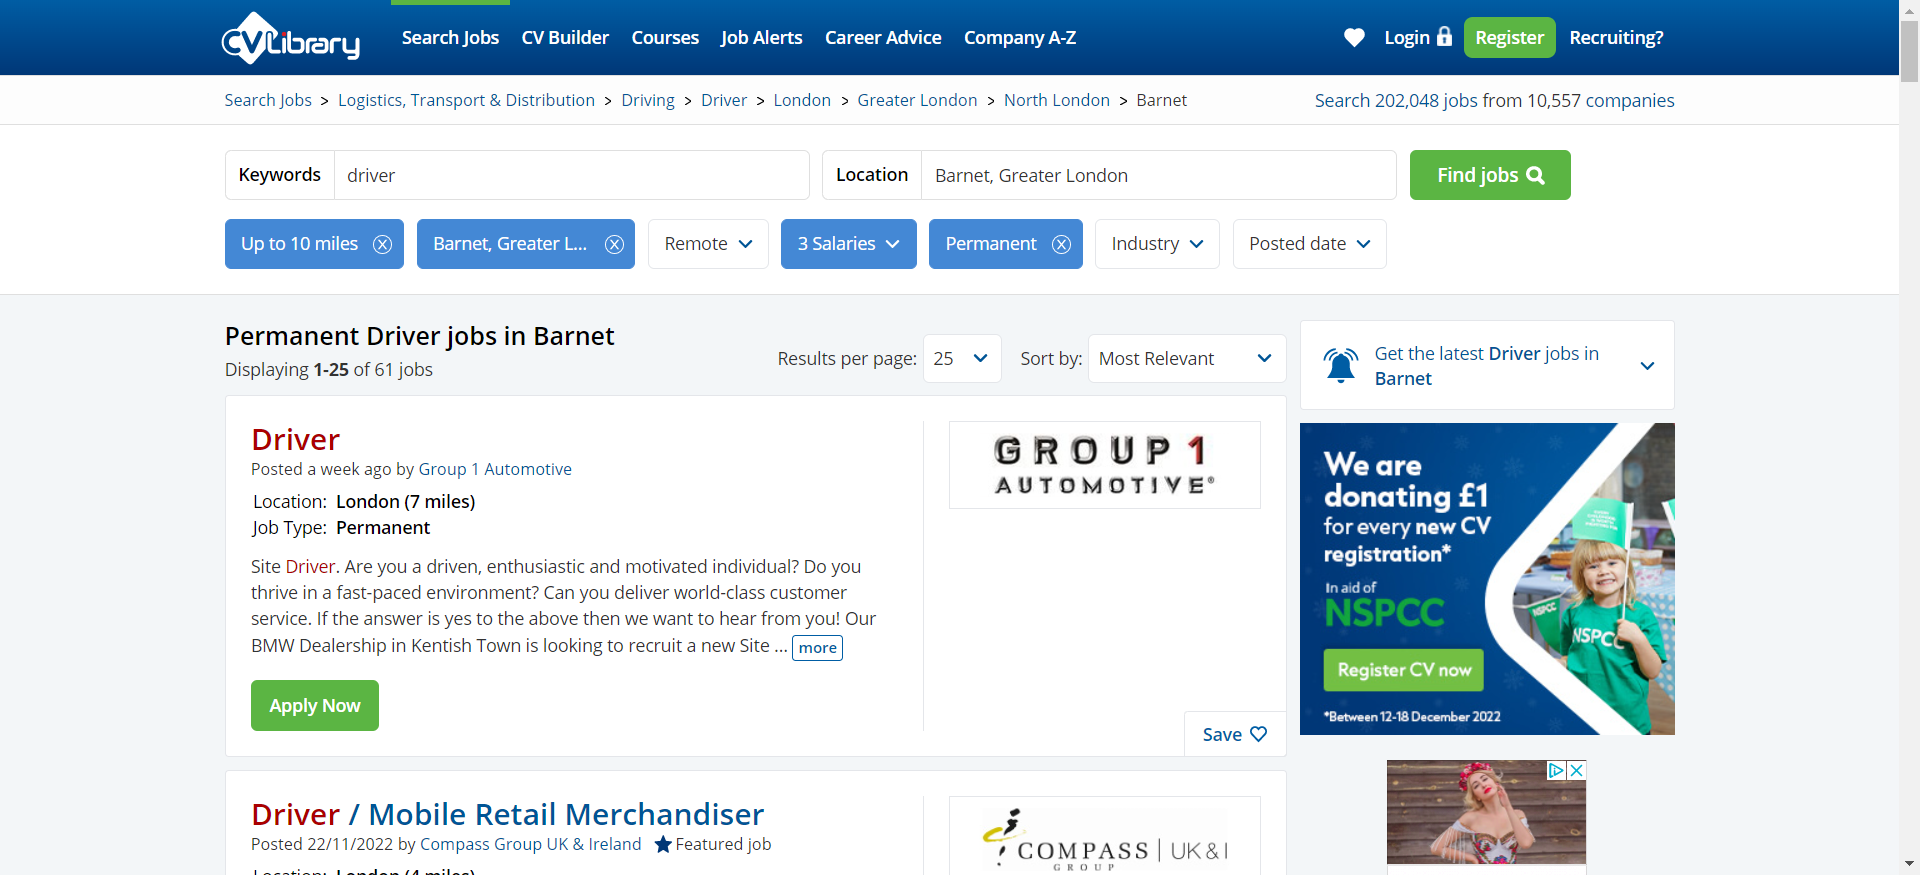 CVLibrary
Search Jobs CV Builder Courses Job Alerts Career Advice Company A-Z
Login Register Recruiting?
Search Jobs > Logistics, Transport & Distribution > Driving > Driver > London > Greater London > North London > Barnet
Search 202,048 jobs from 10,557 companies
Keywords driver
Location Barnet, Greater London
Find jobs
Up to 10 miles Barnet, Greater L... Remote 3 Salaries Permanent Industry Posted date
Permanent Driver jobs in Barnet
Displaying 1-25 of 61 jobs
Results per page: 25 Sort by: Most Relevant
Driver
Posted a week ago by Group 1 Automotive
Location: London (7 miles)
Job Type: Permanent
Site Driver. Are you a driven, enthusiastic and motivated individual? Do you
thrive in a fast-paced environment? Can you deliver world-class customer
service. If the answer is yes to the above then we want to hear from you! Our
BMW Dealership in Kentish Town is looking to recruit a new Site ... more
Apply Now
GROUP 1
AUTOMOTIVE®
Save
Driver / Mobile Retail Merchandiser
Posted 22/11/2022 by Compass Group UK & Ireland Featured job
Location: London (4 miles)
COMPASS UK & I
GROUP
Get the latest Driver jobs in
Barnet
We are
donating £1
for every new CV
registration*
In aid of
NSPCC
Register CV now
*Between 12-18 December 2022
NSPCC
NSPCC